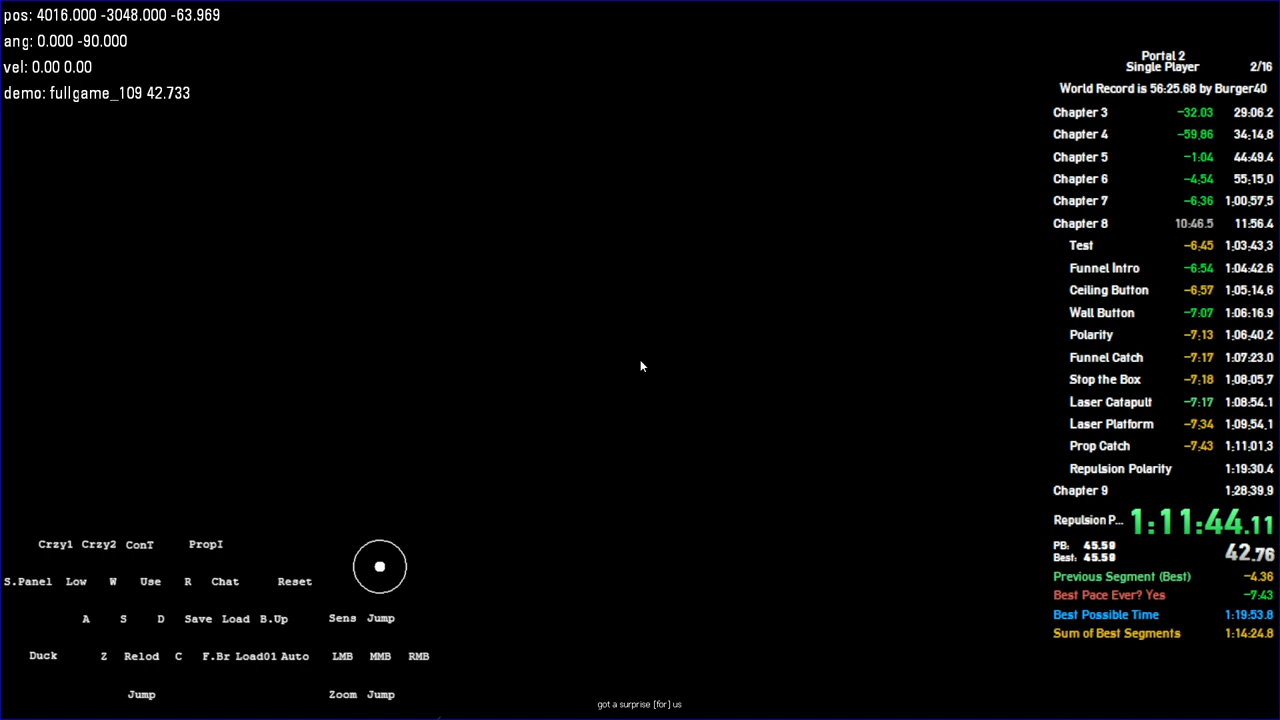 pos: 4016.000 -3048.000 -63.969
ang: 0.000 -90.000
vel: 0.00 0.00
demo: fullgame_109 42.733
Portal 2
Single Player 2/16
World Record is 56:25.68 by Burger40
Chapter 3 -32.03 29:06.2
Chapter 4 -59.86 34:14.8
Chapter 5 -1:04 44:49.4
Chapter 6 -4:54 55:15.0
Chapter 7 -6:36 1:00:57.5
Chapter 8 10:46.5 11:56.4
Test -6:45 1:03:43.3
Funnel Intro -6:54 1:04:42.6
Ceiling Button -6:57 1:05:14.6
Wall Button -7:07 1:06:16.9
Polarity -7:13 1:06:40.2
Funnel Catch -7:17 1:07:23.0
Stop the Box -7:18 1:08:05.7
Laser Catapult -7:17 1:08:54.1
Laser Platform -7:34 1:09:54.1
Prop Catch -7:43 1:11:01.3
Repulsion Polarity 1:19:30.4
Chapter 9 1:28:39.9
Repulsion P... 1:11:44.11
PB: 45.59
Best: 45.59 42.76
Previous Segment (Best) -4.36
Best Pace Ever? Yes -7:43
Best Possible Time 1:19:53.8
Sum of Best Segments 1:14:24.8
Crzy1 Crzy2 ConT PropI
S.Panel Low W Use R Chat Reset
A S D Save Load B.Up Sens Jump
Duck Z Relod C F.Br Load01 Auto LMB MMB RMB
Jump Zoom Jump
got a surprise [for] us